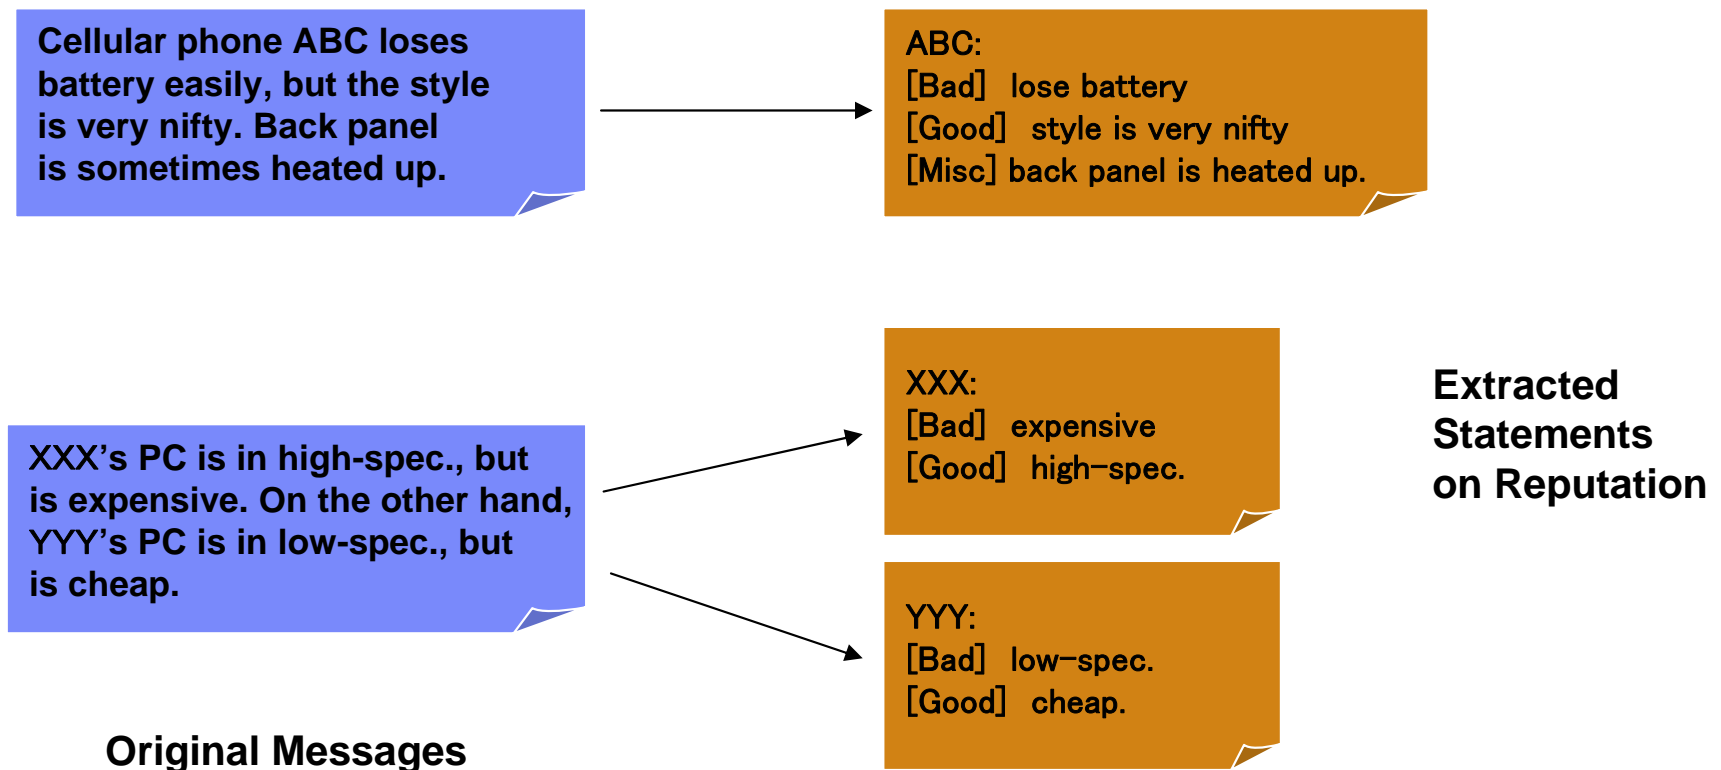 Cellular phone ABC loses
battery easily, but the style
is very nifty. Back panel
is sometimes heated up.
ABC:
[Bad] lose battery
[Good] style is very nifty
[Misc] back panel is heated up.
XXX's PC is in high-spec., but
is expensive. On the other hand,
YYY's PC is in low-spec., but
is cheap.
XXX:
[Bad] expensive
[Good] high-spec.
YYY:
[Bad] low-spec.
[Good] cheap.
Extracted
Statements
on Reputation
Original Messages